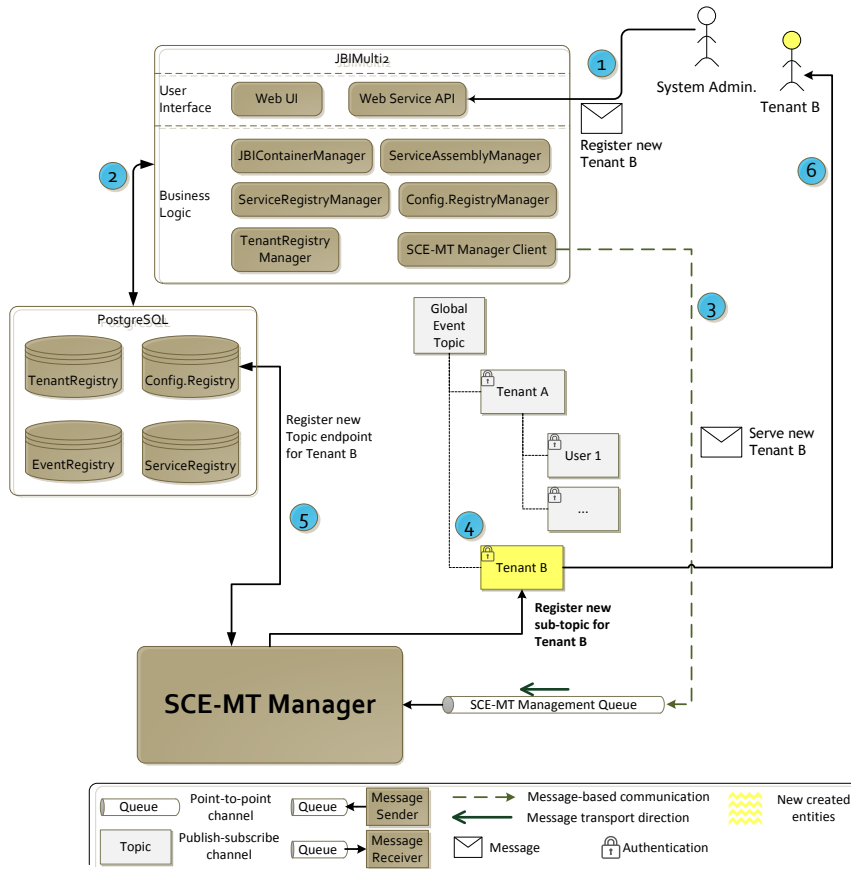 JBIMulti2
User
Interface
Web UI
Web Service API
1
System Admin.
Tenant B
Register new
Tenant B
2
Business
Logic
JBIContainerManager
ServiceAssemblyManager
ServiceRegistryManager
Config.RegistryManager
TenantRegistry
Manager
SCE-MT Manager Client
6
3
PostgreSQL
TenantRegistry
Config.Registry
EventRegistry
ServiceRegistry
Register new
Topic endpoint
for Tenant B
Global
Event
Topic
Tenant A
User 1
...
Serve new
Tenant B
5
4
Tenant B
Register new
sub-topic for
Tenant B
SCE-MT Manager
SCE-MT Management Queue
Queue
Point-to-point
channel
Queue
Message
Sender
Message-based communication
Message transport direction
New created
entities
Topic
Publish-subscribe
channel
Queue
Message
Receiver
Message
Authentication